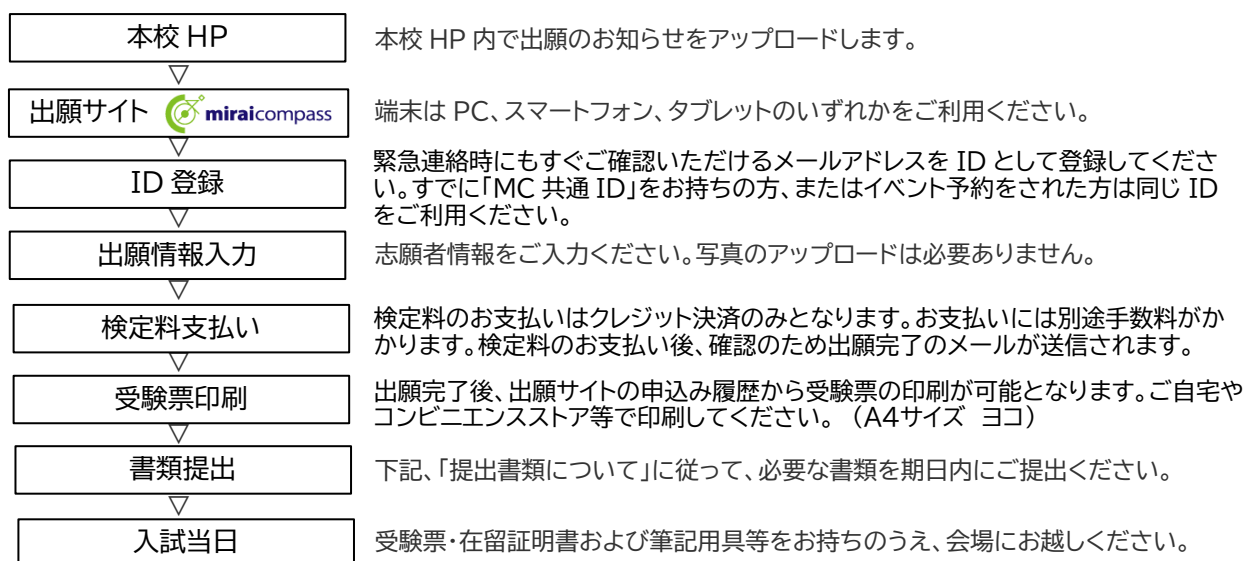 本校 HP
本校 HP 内で出願のお知らせをアップロードします。
▽
出願サイト miraicompass
端末は PC、スマートフォン、タブレットのいずれかをご利用ください。
▽
ID 登録
緊急連絡時にもすぐご確認いただけるメールアドレスを ID として登録してくださ
い。すでに「MC 共通 ID」をお持ちの方、またはイベント予約をされた方は同じ ID
をご利用ください。
▽
出願情報入力
志願者情報をご入力ください。写真のアップロードは必要ありません。
▽
検定料支払い
検定料のお支払いはクレジット決済のみとなります。お支払いには別途手数料がか
かります。検定料のお支払い後、確認のため出願完了のメールが送信されます。
▽
受験票印刷
出願完了後、出願サイトの申込み履歴から受験票の印刷が可能となります。ご自宅や
コンビニエンスストア等で印刷してください。（A4サイズ ヨコ）
▽
書類提出
下記、「提出書類について」に従って、必要な書類を期日内にご提出ください。
▽
入試当日
受験票・在留証明書および筆記用具等をお持ちのうえ、会場にお越しください。